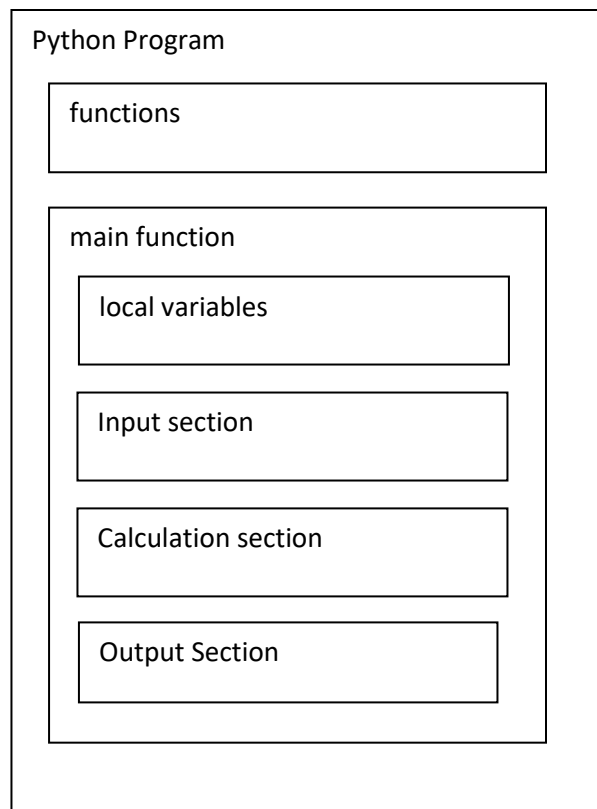 Python Program
functions
main function
local variables
Input section
Calculation section
Output Section